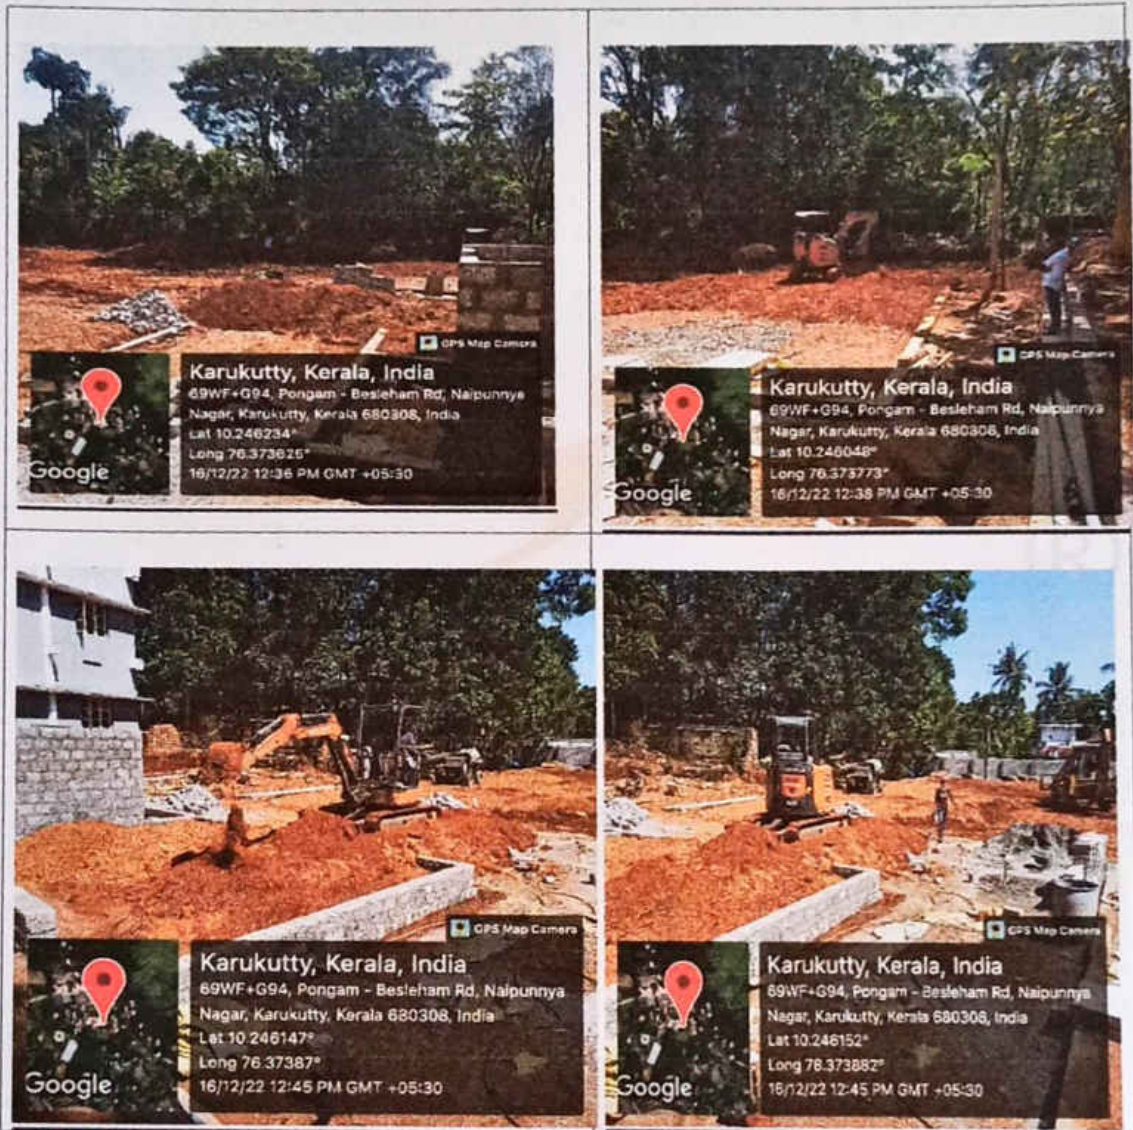 GPS Map Camera
Karukutty, Kerala, India
69WF+G94, Pongam - Besleham Rd, Naipunnya
Nagar, Karukutty, Kerala 680308, India
Lat 10.246234°
Long 76.373625°
16/12/22 12:36 PM GMT +05:30
Google
GPS Map Camera
Karukutty, Kerala, India
69WF+G94, Pongam - Besleham Rd, Naipunnya
Nagar, Karukutty, Kerala 680308, India
Lat 10.246048°
Long 76.373773°
16/12/22 12:38 PM GMT +05:30
Google
GPS Map Camera
Karukutty, Kerala, India
69WF+G94, Pongam - Besleham Rd, Naipunnya
Nagar, Karukutty, Kerala 680308, India
Lat 10.246147°
Long 76.37387°
16/12/22 12:45 PM GMT +05:30
Google
GPS Map Camera
Karukutty, Kerala, India
69WF+G94, Pongam - Besleham Rd, Naipunnya
Nagar, Karukutty, Kerala 680308, India
Lat 10.246152°
Long 76.373882°
16/12/22 12:45 PM GMT +05:30
Google